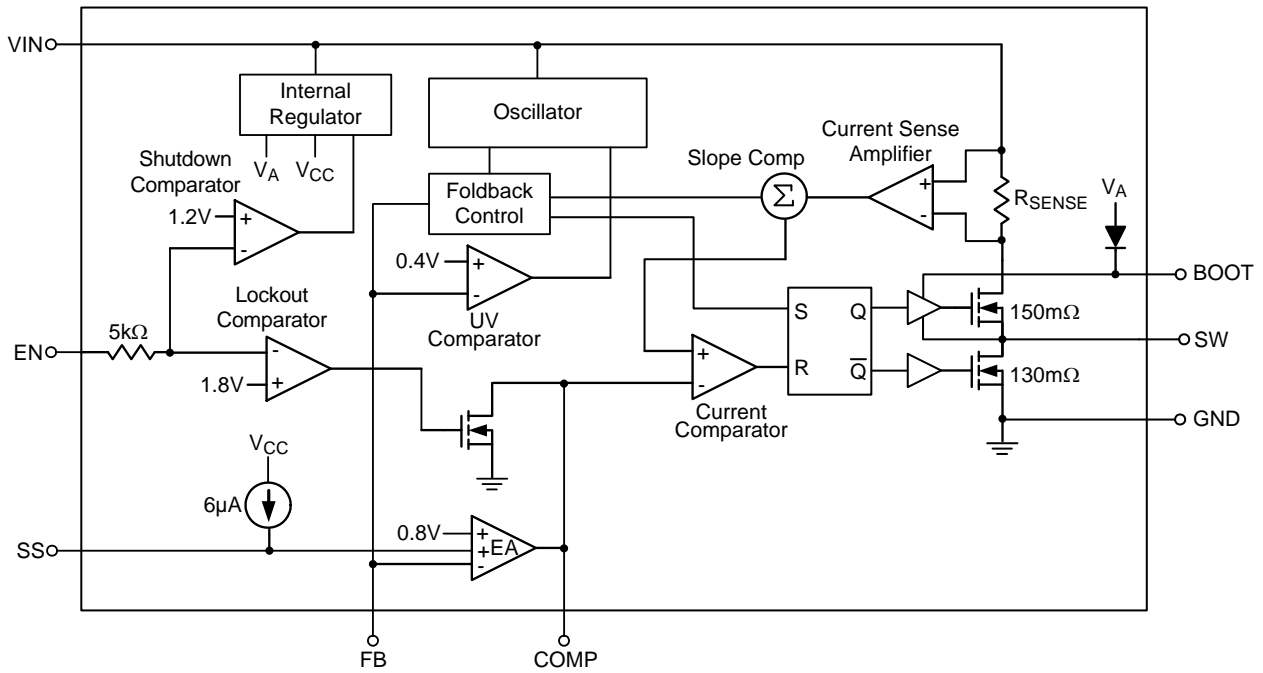 VIN
Internal
Regulator
Oscillator
Current Sense
Amplifier
Shutdown
Comparator
VA
VCC
Slope Comp
Foldback
Control
Σ
+
-
RSENSE
VA
1.2V
+
-
0.4V
+
-
BOOT
Lockout
Comparator
UV
Comparator
S
Q
150mΩ
5kΩ
EN
-
+
1.8V
SW
+
-
R
Q̅
130mΩ
Current
Comparator
GND
VCC
6µA
0.8V
+
+
-
EA
SS
FB
COMP